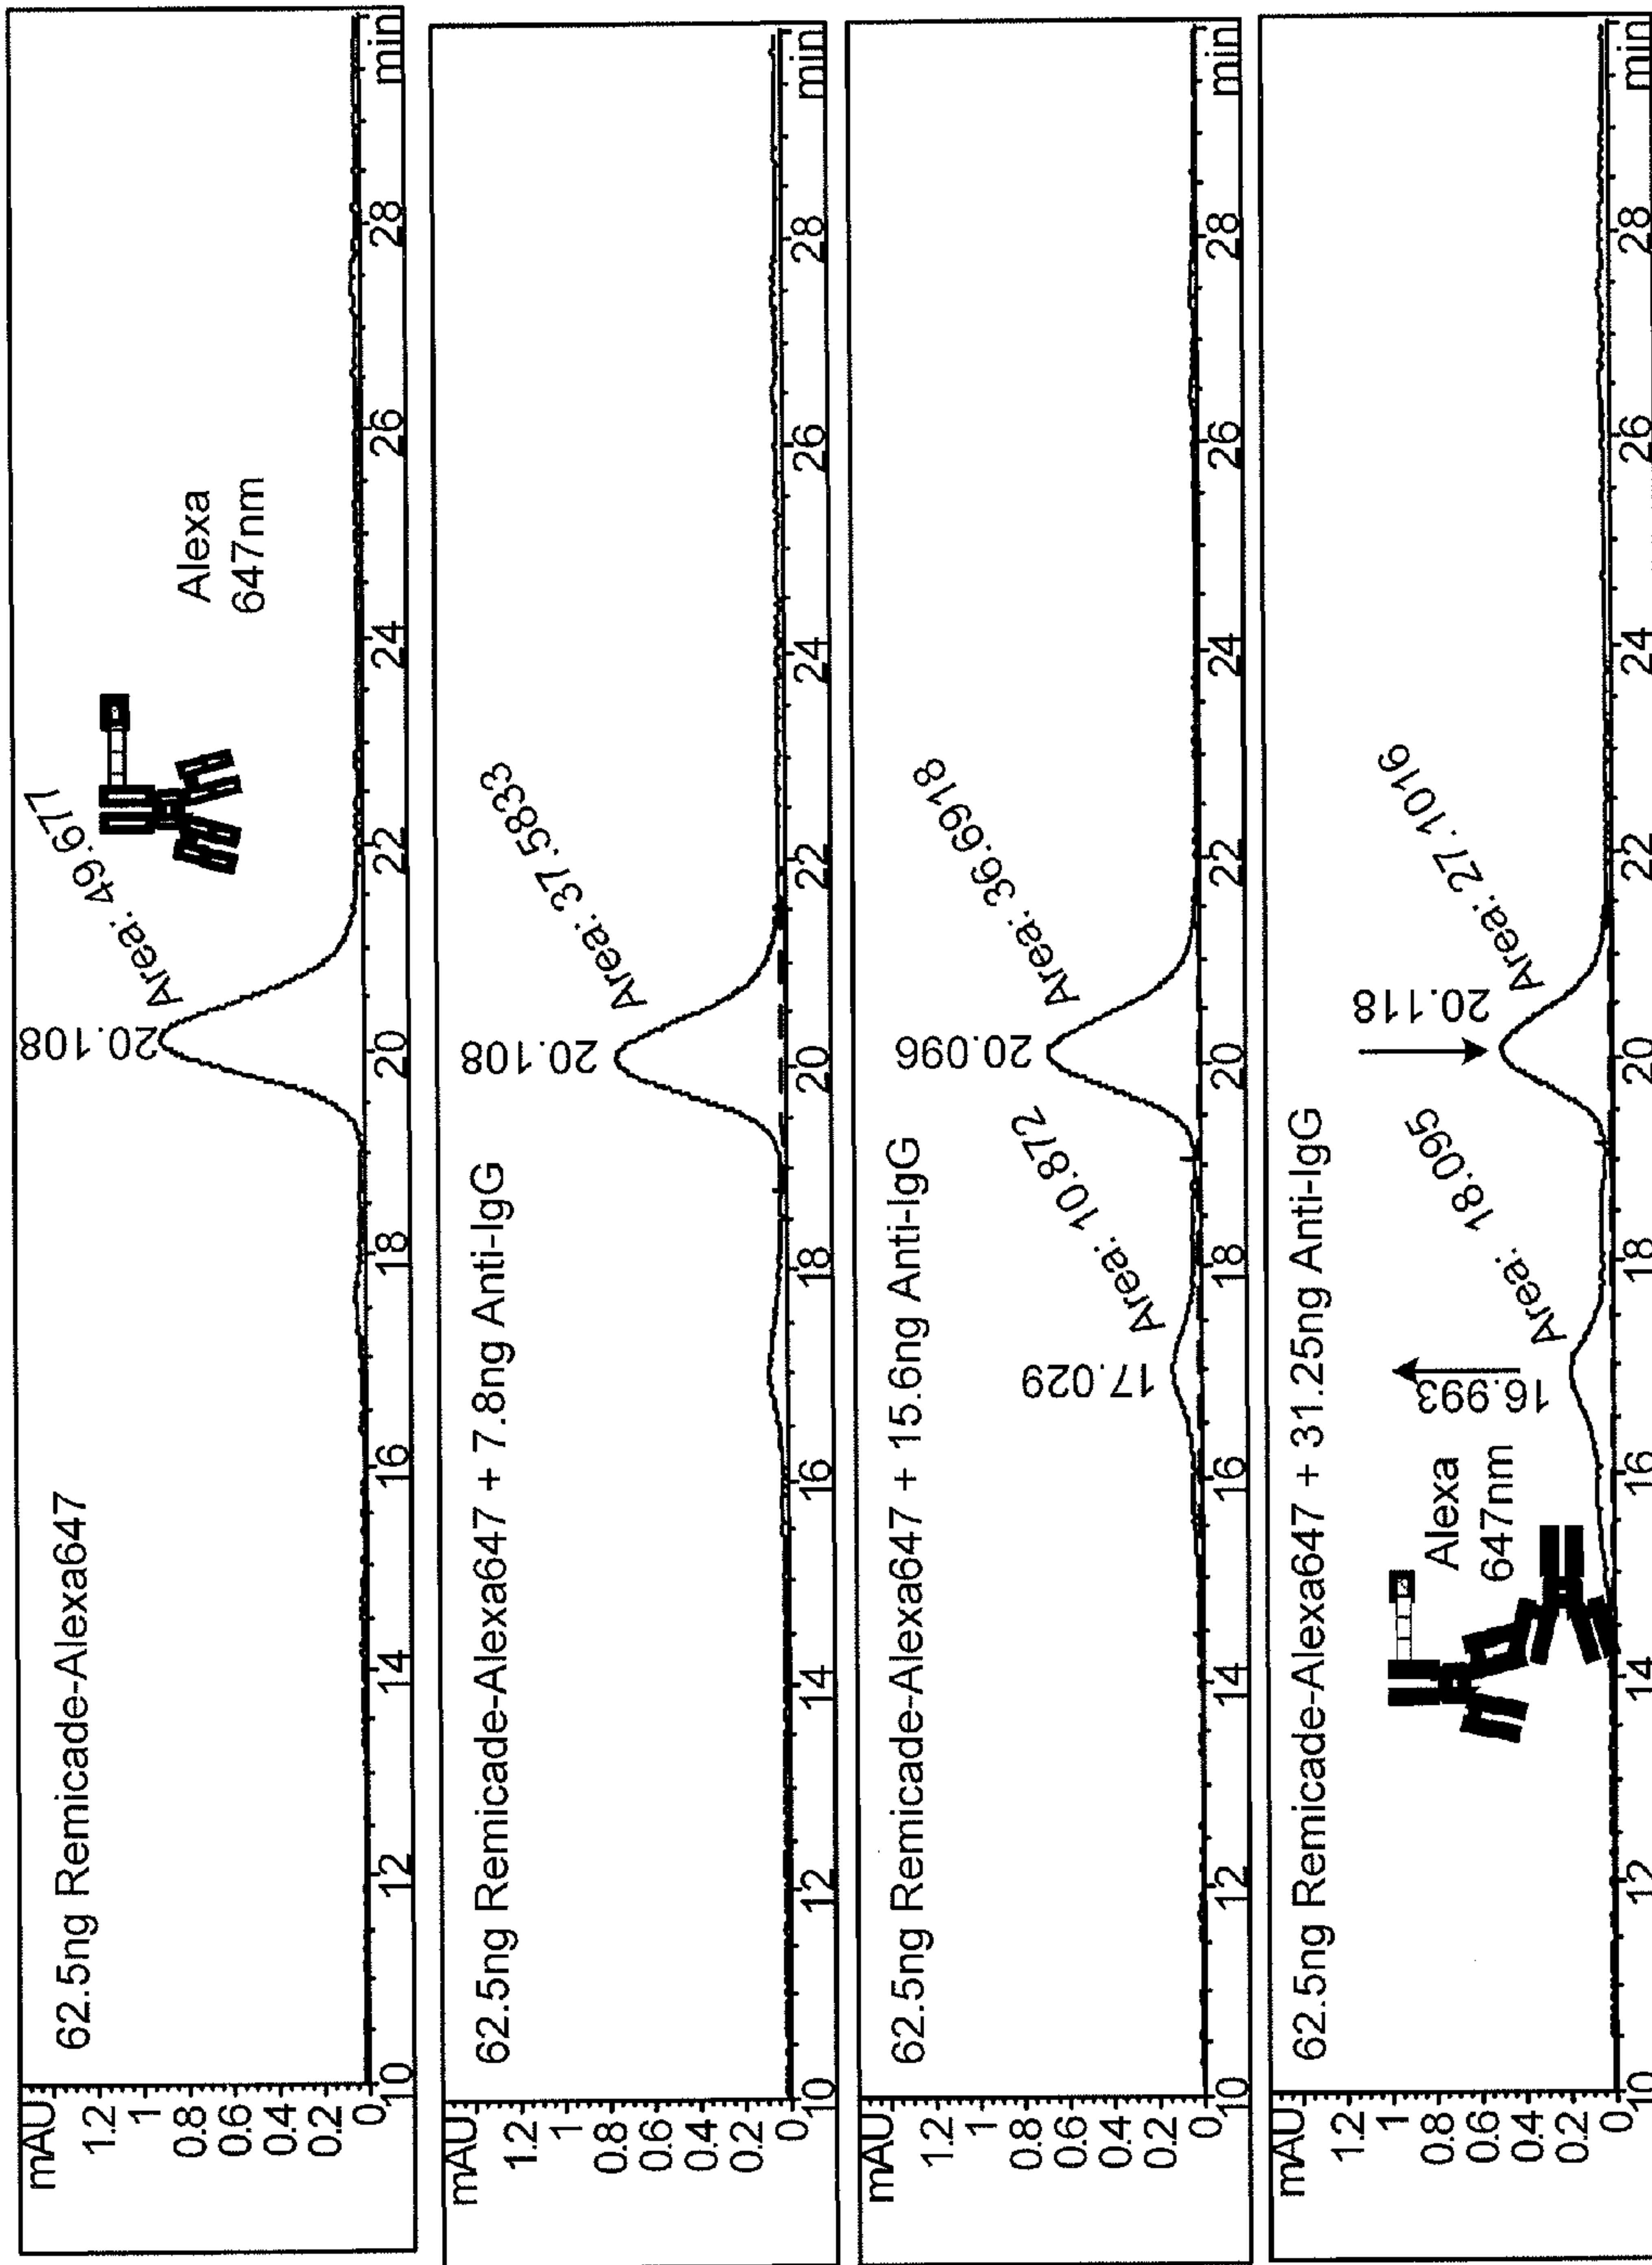 62.5ng Remicade-Alexa647
mAU
1.2
1
0.8
0.6
0.4
0.2
0
20.108
Area: 49.677
Alexa
647nm
10 12 14 16 18 20 22 24 26 28 min
62.5ng Remicade-Alexa647 + 7.8ng Anti-IgG
mAU
1.2
1
0.8
0.6
0.4
0.2
0
20.108
Area: 37.5833
10 12 14 16 18 20 22 24 26 28 min
62.5ng Remicade-Alexa647 + 15.6ng Anti-IgG
mAU
1.2
1
0.8
0.6
0.4
0.2
0
17.029
Area: 10.872
20.096
Area: 36.6918
10 12 14 16 18 20 22 24 26 28 min
62.5ng Remicade-Alexa647 + 31.25ng Anti-IgG
mAU
1.2
1
0.8
0.6
0.4
0.2
0
Alexa
647nm
16.993
Area: 18.095
20.118
Area: 27.1016
10 12 14 16 18 20 22 24 26 28 min